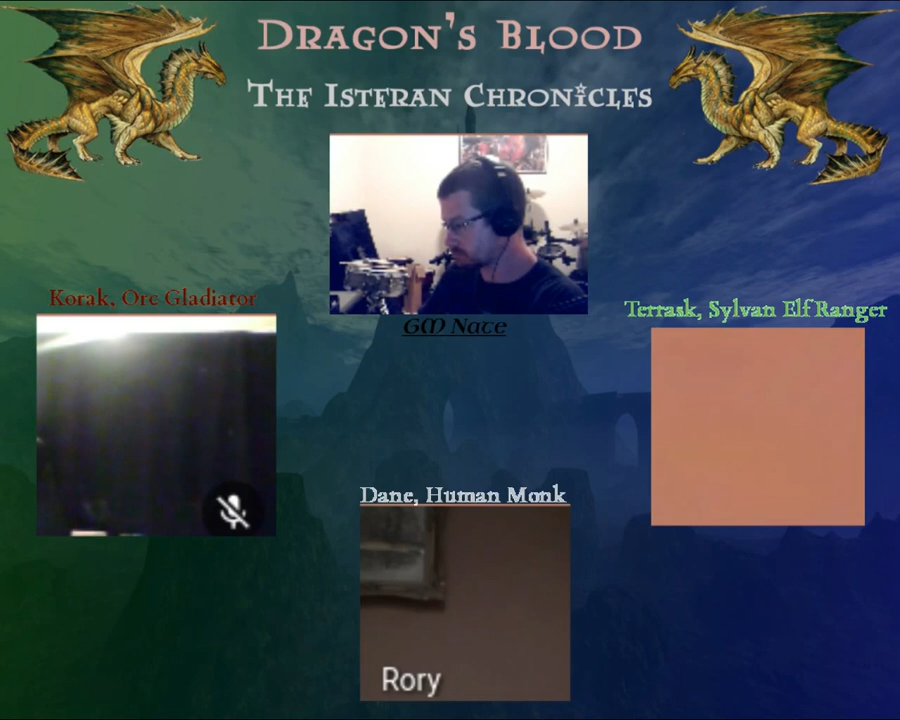 Dragon's Blood
The Isteran Chronicles
GM Nate
Korak, Orc Gladiator
Terrask, Sylvan Elf Ranger
Dane, Human Monk
Rory